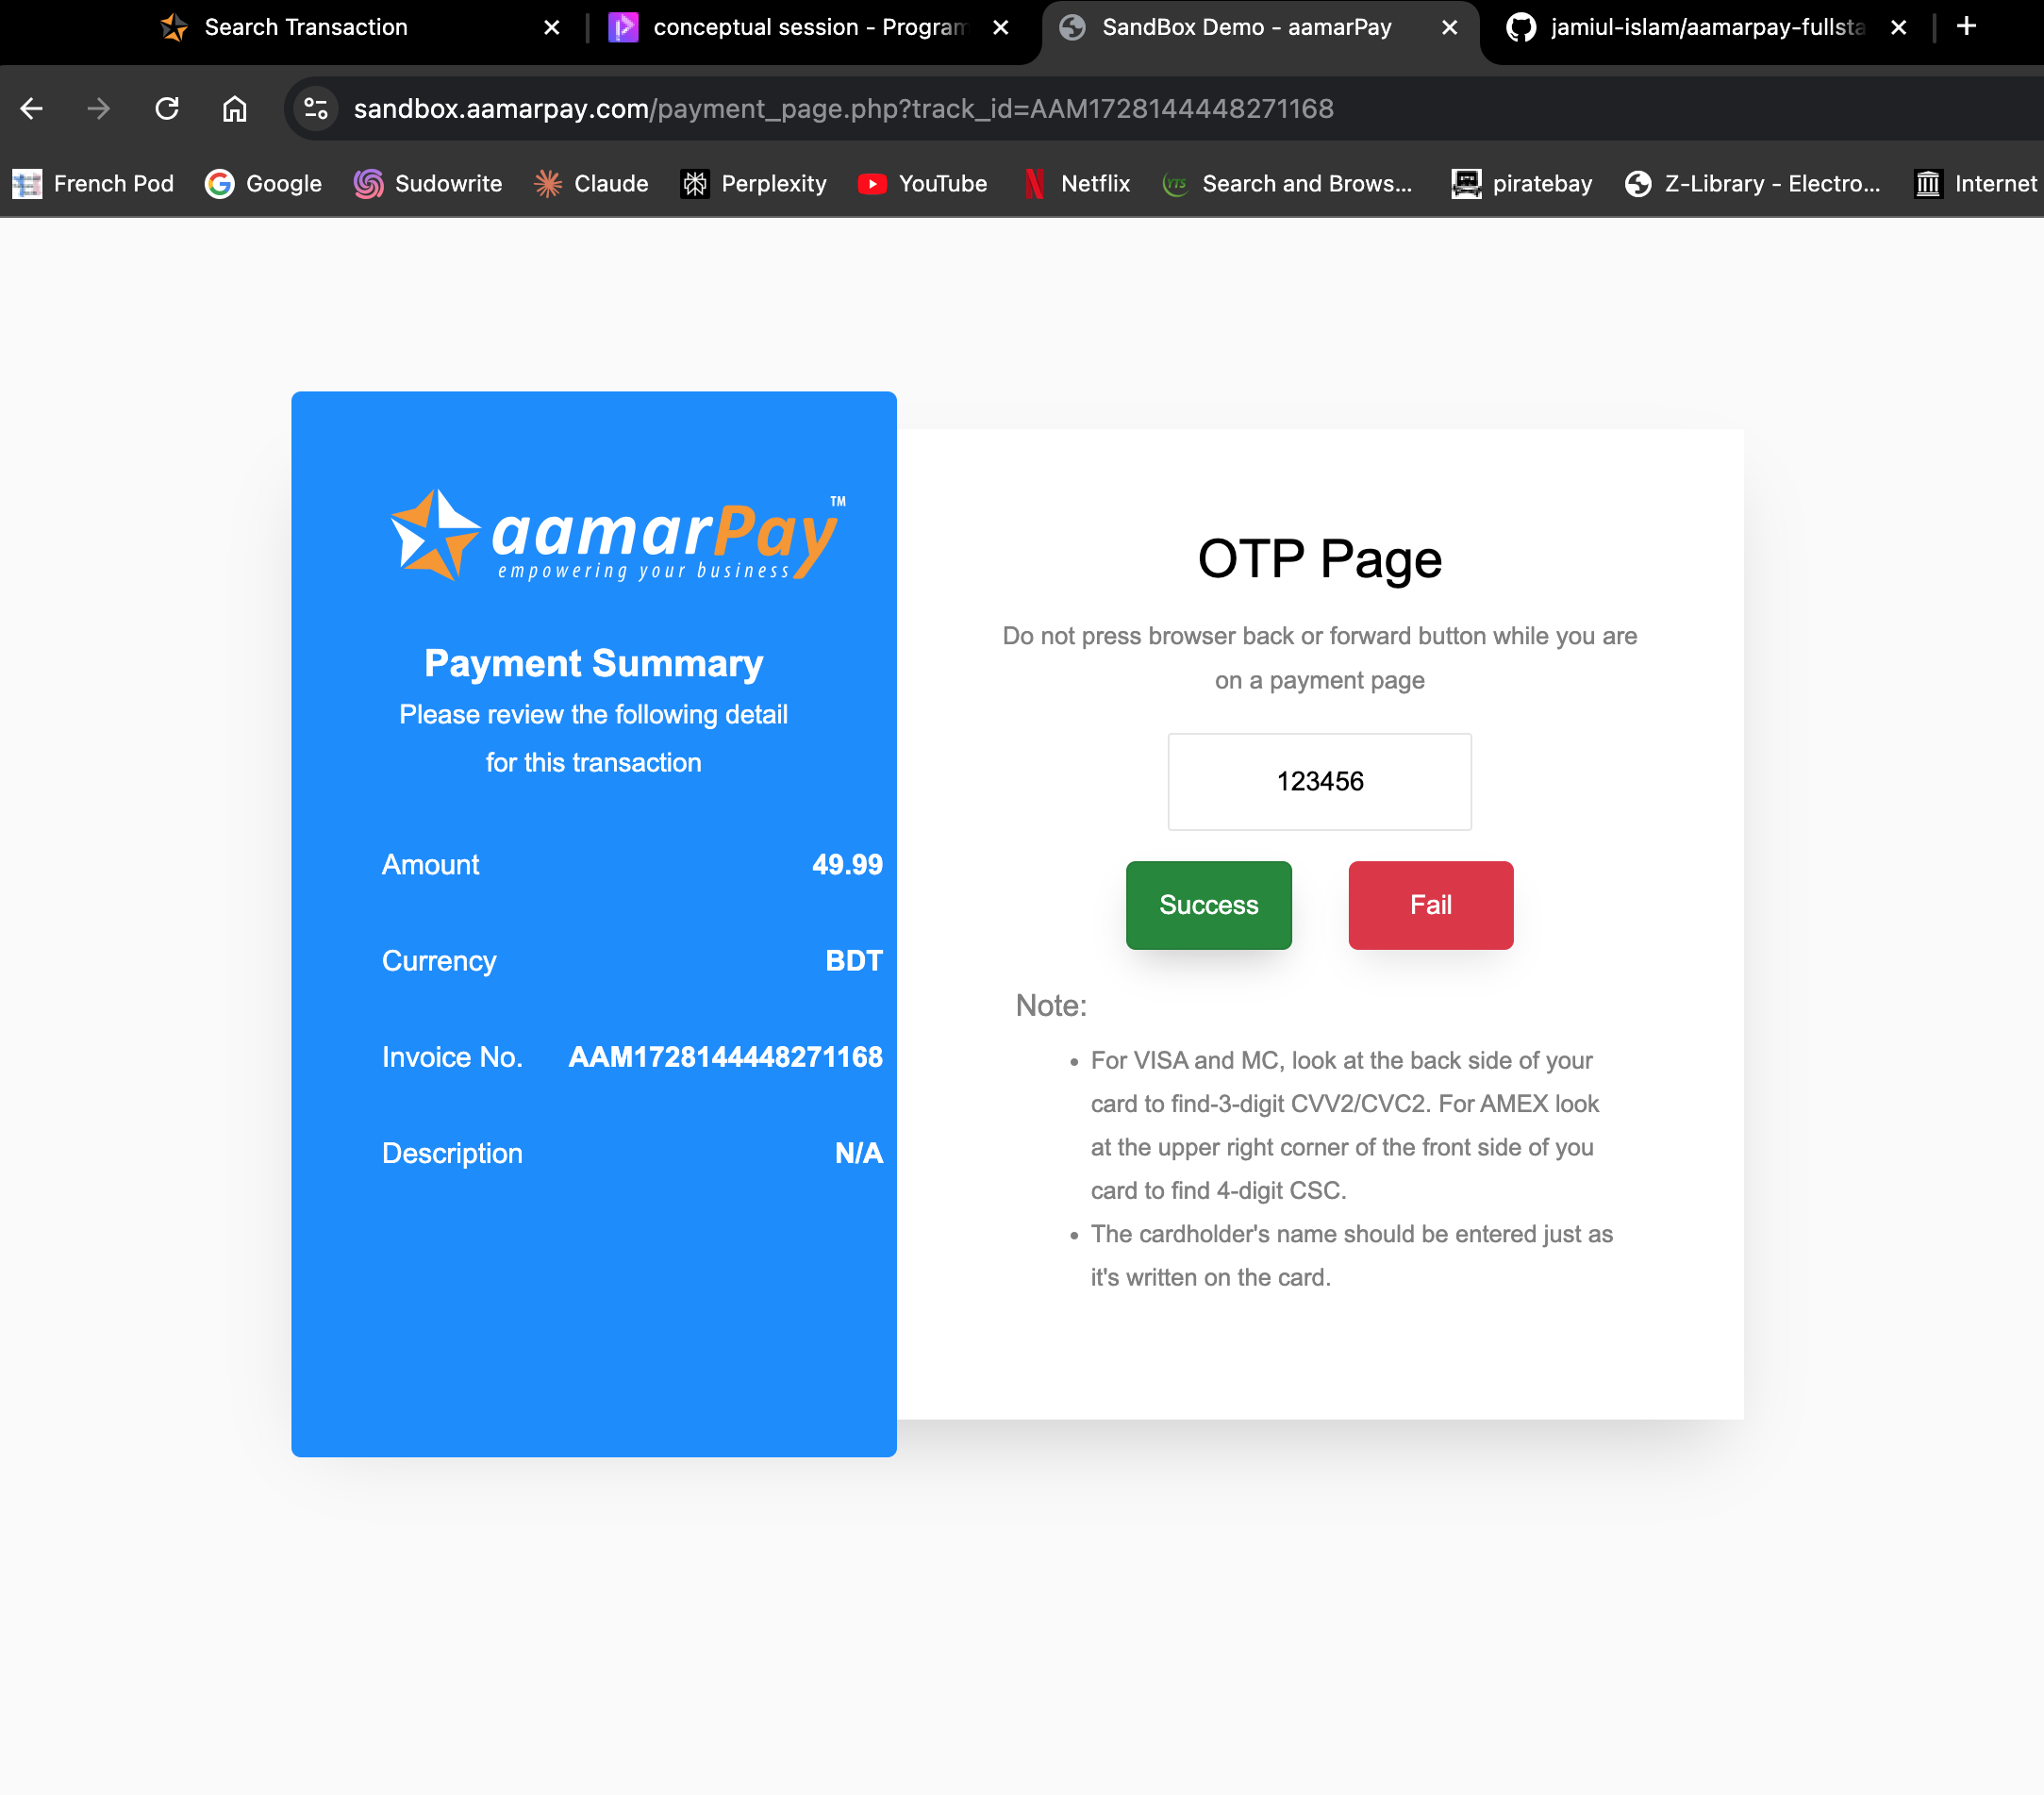 Search Transaction
conceptual session - Program
SandBox Demo - aamarPay
jamiul-islam/aamarpay-fullsta
sandbox.aamarpay.com/payment_page.php?track_id=AAM1728144448271168
French Pod
Google
Sudowrite
Claude
Perplexity
YouTube
Netflix
YTS
Search and Brows...
piratebay
Z-Library - Electro...
Internet
aamarPay™
empowering your business
Payment Summary
Please review the following detail
for this transaction
Amount 49.99
Currency BDT
Invoice No. AAM1728144448271168
Description N/A
OTP Page
Do not press browser back or forward button while you are
on a payment page
123456
Success
Fail
Note:
• For VISA and MC, look at the back side of your
card to find-3-digit CVV2/CVC2. For AMEX look
at the upper right corner of the front side of you
card to find 4-digit CSC.
• The cardholder's name should be entered just as
it's written on the card.